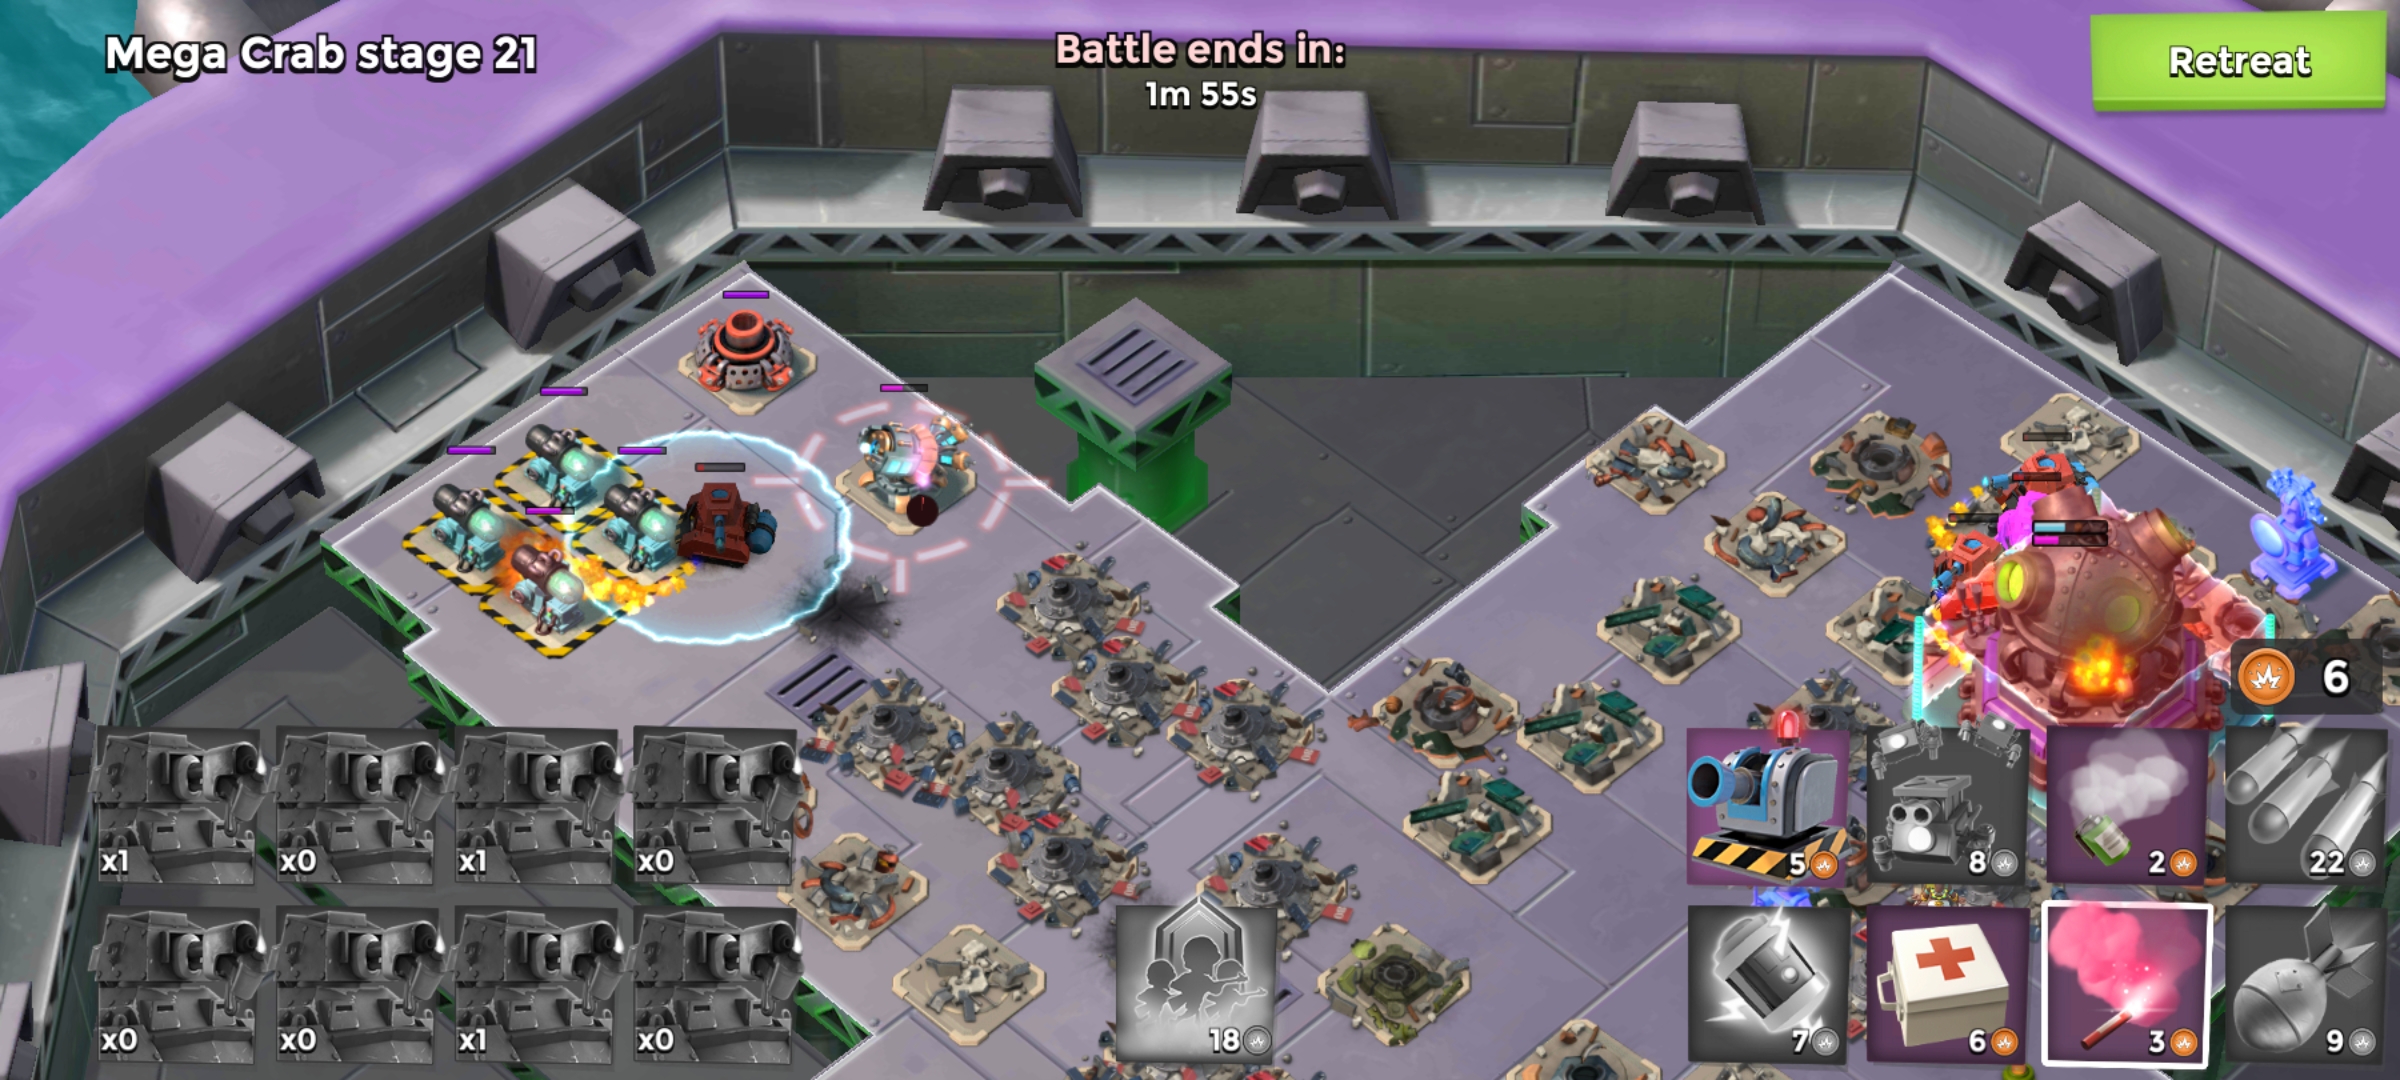 Mega Crab stage 21
Battle ends in:
1m 55s
Retreat
6
x1
x0
x1
x0
5
8
2
22
x0
x0
x1
x0
18
7
6
3
9